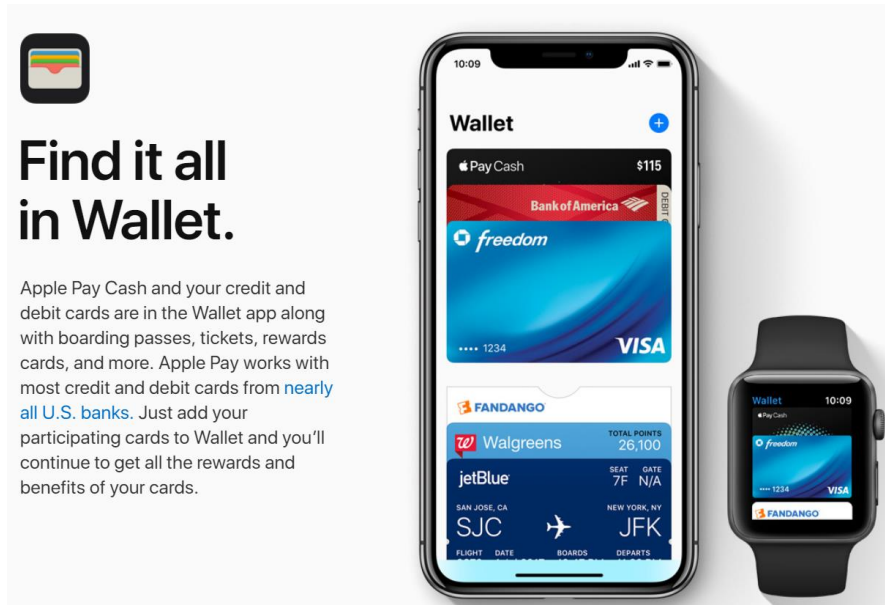 Find it all
in Wallet.
Apple Pay Cash and your credit and
debit cards are in the Wallet app along
with boarding passes, tickets, rewards
cards, and more. Apple Pay works with
most credit and debit cards from nearly
all U.S. banks. Just add your
participating cards to Wallet and you’ll
continue to get all the rewards and
benefits of your cards.
10:09
Wallet
Pay Cash $115
Bank of America
DEBIT
freedom
•••• 1234 VISA
FANDANGO
Walgreens TOTAL POINTS 26,100
jetBlue SEAT 7F GATE N/A
SAN JOSE, CA NEW YORK, NY
SJC JFK
FLIGHT DATE BOARDS DEPARTS
Wallet 10:09
Pay Cash
freedom
•••• 1234 VISA
FANDANGO